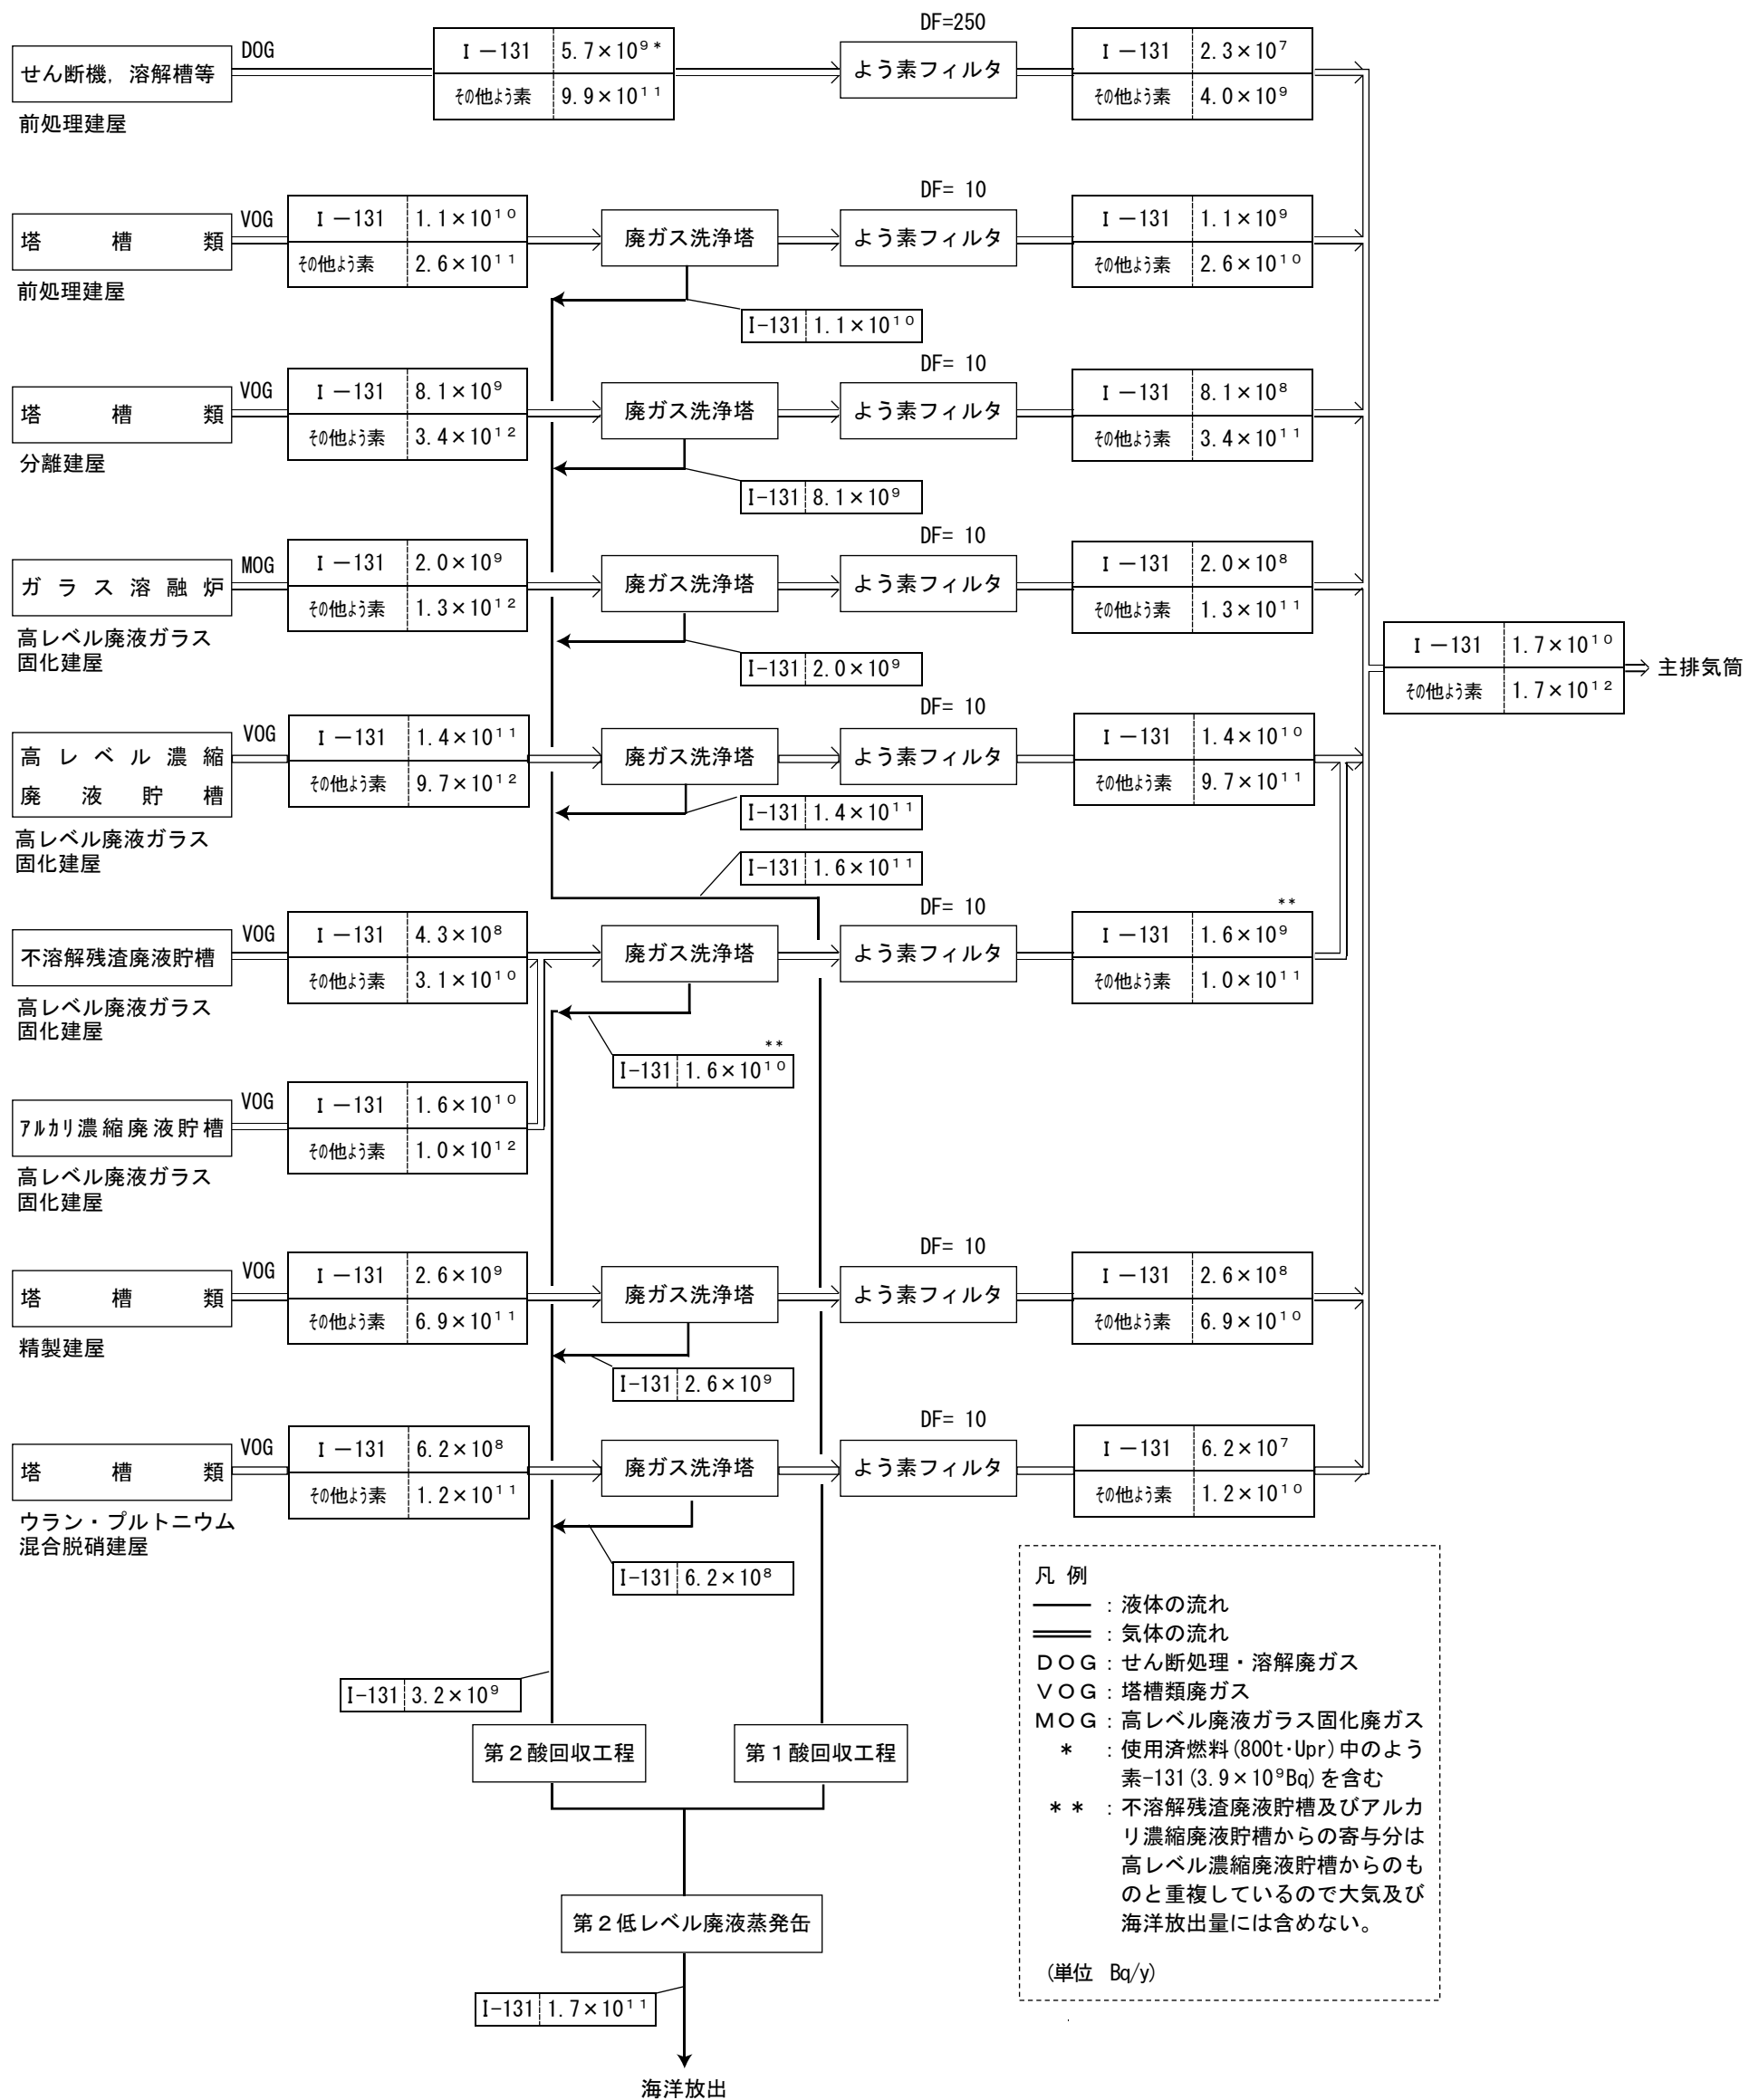 DF=250
せん断機，溶解槽等
DOG
I －131 5.7×10⁹*
その他よう素 9.9×10¹¹
よう素フィルタ
I －131 2.3×10⁷
その他よう素 4.0×10⁹
前処理建屋
DF= 10
塔槽類
VOG
I －131 1.1×10¹⁰
その他よう素 2.6×10¹¹
廃ガス洗浄塔
よう素フィルタ
I －131 1.1×10⁹
その他よう素 2.6×10¹⁰
前処理建屋
I-131 1.1×10¹⁰
DF= 10
塔槽類
VOG
I －131 8.1×10⁹
その他よう素 3.4×10¹²
廃ガス洗浄塔
よう素フィルタ
I －131 8.1×10⁸
その他よう素 3.4×10¹¹
分離建屋
I-131 8.1×10⁹
DF= 10
ガラス溶融炉
MOG
I －131 2.0×10⁹
その他よう素 1.3×10¹²
廃ガス洗浄塔
よう素フィルタ
I －131 2.0×10⁸
その他よう素 1.3×10¹¹
高レベル廃液ガラス
固化建屋
I-131 2.0×10⁹
I －131 1.7×10¹⁰
その他よう素 1.7×10¹²
主排気筒
DF= 10
高レベル濃縮
廃液貯槽
VOG
I －131 1.4×10¹¹
その他よう素 9.7×10¹²
廃ガス洗浄塔
よう素フィルタ
I －131 1.4×10¹⁰
その他よう素 9.7×10¹¹
高レベル廃液ガラス
固化建屋
I-131 1.4×10¹¹
I-131 1.6×10¹¹
DF= 10
不溶解残渣廃液貯槽
VOG
I －131 4.3×10⁸
その他よう素 3.1×10¹⁰
廃ガス洗浄塔
よう素フィルタ
**
I －131 1.6×10⁹
その他よう素 1.0×10¹¹
高レベル廃液ガラス
固化建屋
**
I-131 1.6×10¹⁰
アルカリ濃縮廃液貯槽
VOG
I －131 1.6×10¹⁰
その他よう素 1.0×10¹²
高レベル廃液ガラス
固化建屋
DF= 10
塔槽類
VOG
I －131 2.6×10⁹
その他よう素 6.9×10¹¹
廃ガス洗浄塔
よう素フィルタ
I －131 2.6×10⁸
その他よう素 6.9×10¹⁰
精製建屋
I-131 2.6×10⁹
DF= 10
塔槽類
VOG
I －131 6.2×10⁸
その他よう素 1.2×10¹¹
廃ガス洗浄塔
よう素フィルタ
I －131 6.2×10⁷
その他よう素 1.2×10¹⁰
ウラン・プルトニウム
混合脱硝建屋
I-131 6.2×10⁸
I-131 3.2×10⁹
第２酸回収工程
第１酸回収工程
第２低レベル廃液蒸発缶
I-131 1.7×10¹¹
海洋放出
凡 例
：液体の流れ
：気体の流れ
ＤＯＧ：せん断処理・溶解廃ガス
ＶＯＧ：塔槽類廃ガス
ＭＯＧ：高レベル廃液ガラス固化廃ガス
*：使用済燃料(800t・Upr)中のよう
素-131(3.9×10⁹Bq)を含む
**：不溶解残渣廃液貯槽及びアルカ
リ濃縮廃液貯槽からの寄与分は
高レベル濃縮廃液貯槽からのも
のと重複しているので大気及び
海洋放出量には含めない。
(単位 Bq/y)